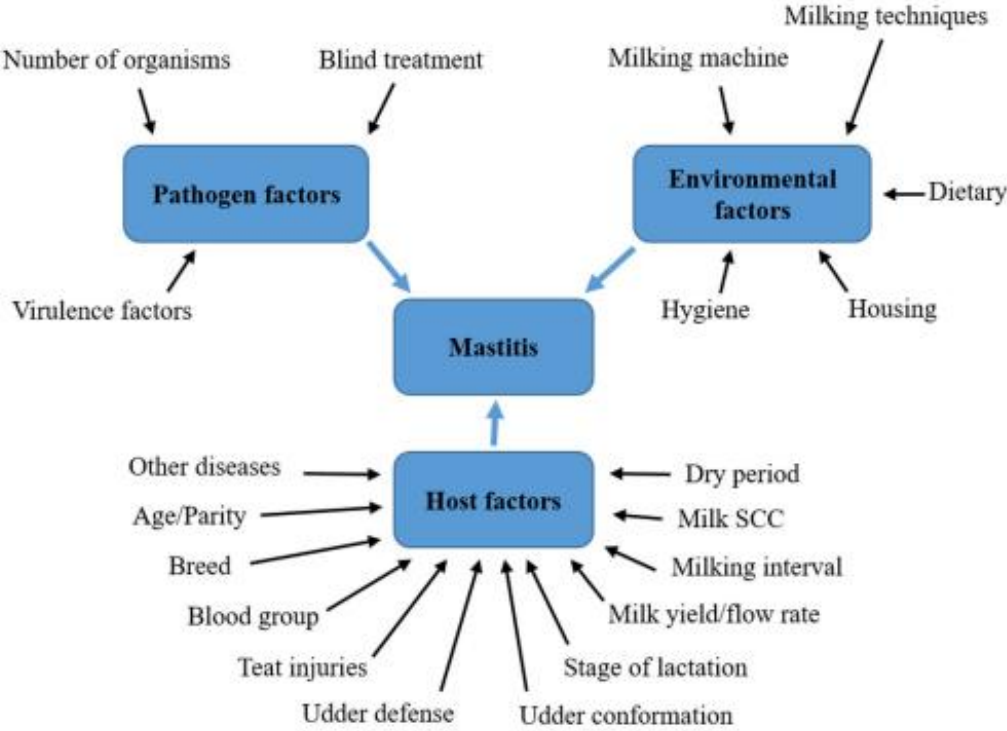 Milking techniques
Number of organisms
Blind treatment
Milking machine
Pathogen factors
Environmental
factors
Dietary
Virulence factors
Hygiene
Housing
Mastitis
Other diseases
Host factors
Dry period
Age/Parity
Milk SCC
Breed
Milking interval
Blood group
Milk yield/flow rate
Teat injuries
Stage of lactation
Udder defense
Udder conformation